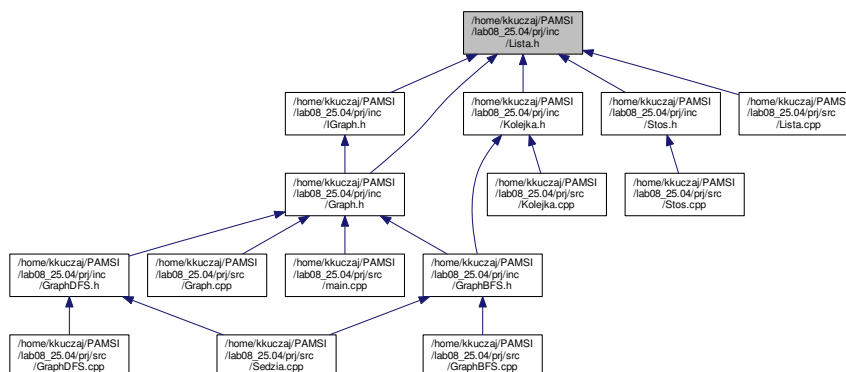 /home/kkuczaj/PAMSI
/lab08_25.04/prj/inc
/Lista.h
/home/kkuczaj/PAMSI
/lab08_25.04/prj/inc
/IGraph.h
/home/kkuczaj/PAMSI
/lab08_25.04/prj/inc
/Kolejka.h
/home/kkuczaj/PAMSI
/lab08_25.04/prj/inc
/Stos.h
/home/kkuczaj/PAMSI
/lab08_25.04/prj/src
/Lista.cpp
/home/kkuczaj/PAMSI
/lab08_25.04/prj/inc
/Graph.h
/home/kkuczaj/PAMSI
/lab08_25.04/prj/src
/Kolejka.cpp
/home/kkuczaj/PAMSI
/lab08_25.04/prj/src
/Stos.cpp
/home/kkuczaj/PAMSI
/lab08_25.04/prj/inc
/GraphDFS.h
/home/kkuczaj/PAMSI
/lab08_25.04/prj/src
/Graph.cpp
/home/kkuczaj/PAMSI
/lab08_25.04/prj/src
/main.cpp
/home/kkuczaj/PAMSI
/lab08_25.04/prj/inc
/GraphBFS.h
/home/kkuczaj/PAMSI
/lab08_25.04/prj/src
/GraphDFS.cpp
/home/kkuczaj/PAMSI
/lab08_25.04/prj/src
/Sedzia.cpp
/home/kkuczaj/PAMSI
/lab08_25.04/prj/src
/GraphBFS.cpp